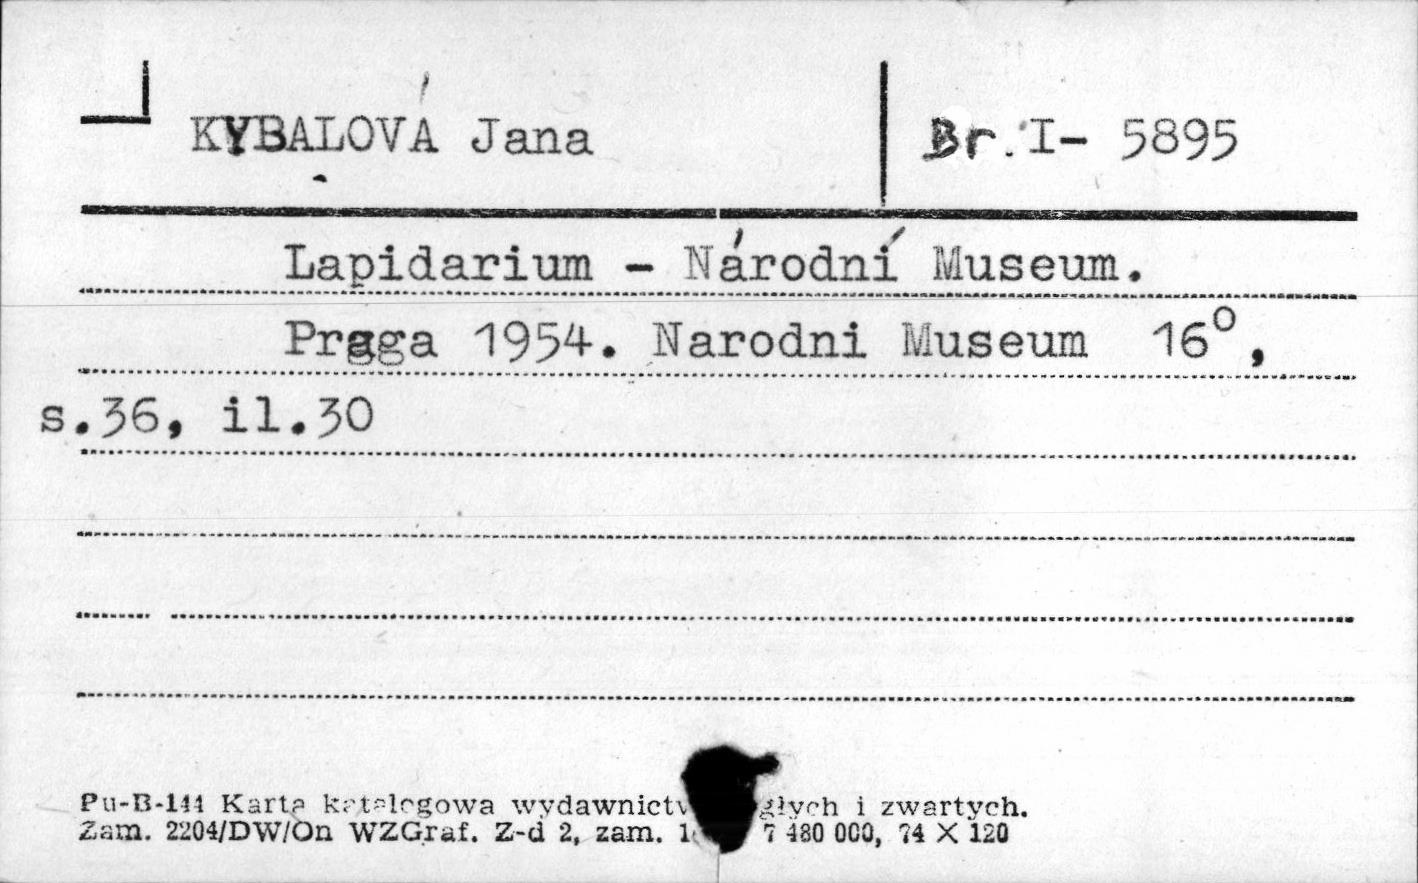 KYBALOVÁ Jana
Br.I- 5895
Lapidarium - Národní Museum.
Praga 1954. Narodni Museum 16°,
s.36, il.30
Pu-B-144 Karta katalogowa wydawnictw głych i zwartych.
Zam. 2204/DW/On WZGraf. Z-d 2, zam. 7 480 000, 74 X 120